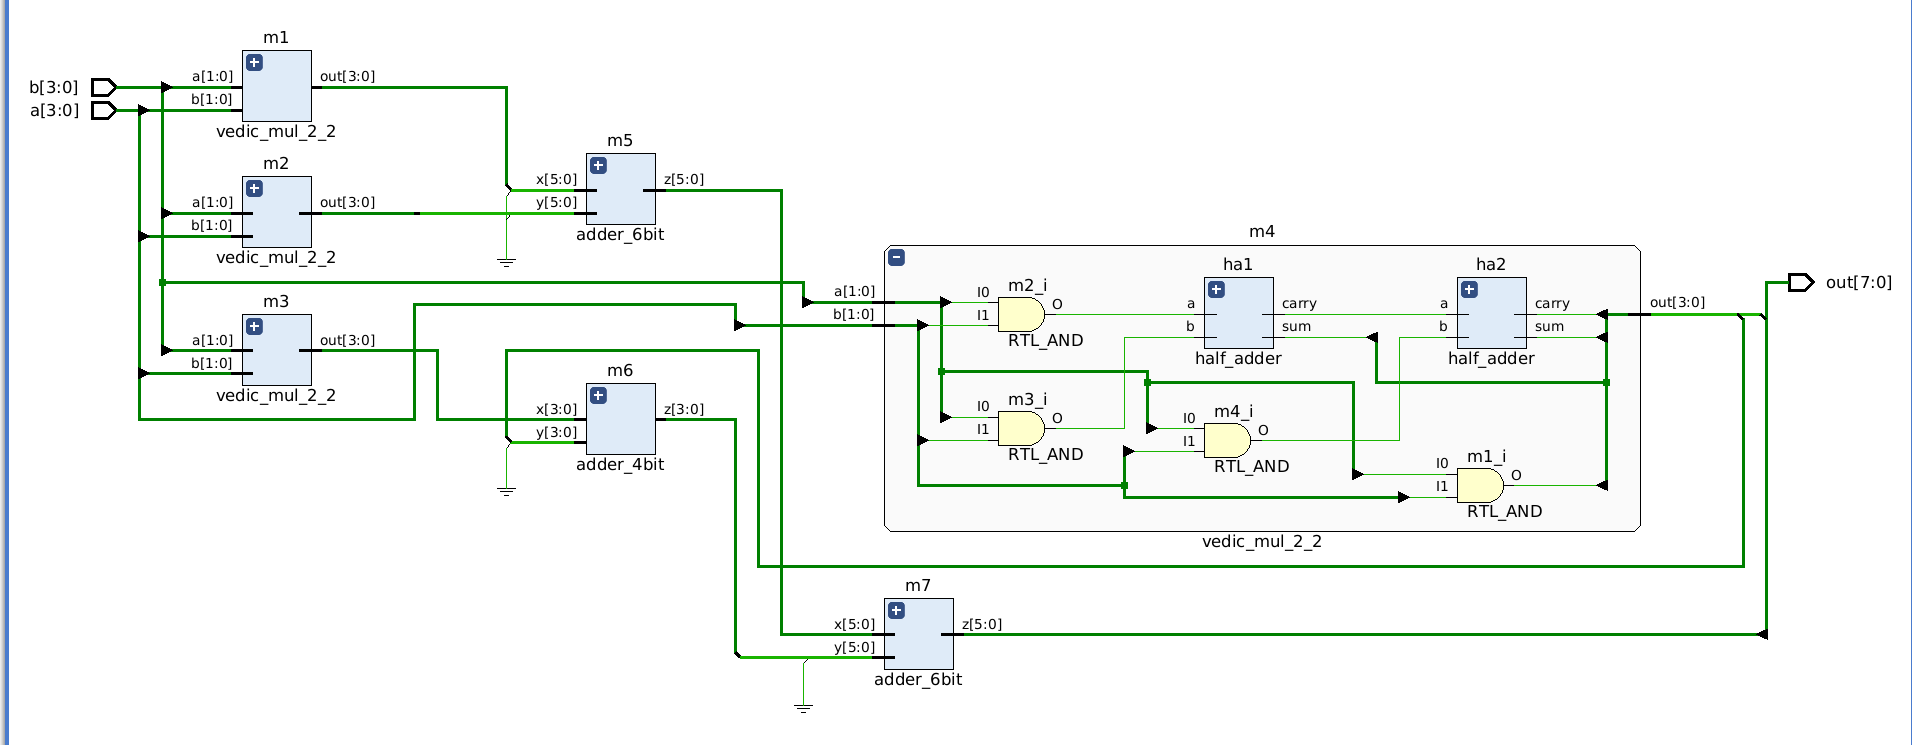 m1
b[3:0]
a[3:0]
a[1:0]
b[1:0]
out[3:0]
vedic_mul_2_2
m2
a[1:0]
b[1:0]
out[3:0]
vedic_mul_2_2
m3
a[1:0]
b[1:0]
out[3:0]
vedic_mul_2_2
m5
x[5:0]
y[5:0]
z[5:0]
adder_6bit
m6
x[3:0]
y[3:0]
z[3:0]
adder_4bit
m4
a[1:0]
b[1:0]
m2_i
I0
I1
O
RTL_AND
m3_i
I0
I1
O
RTL_AND
ha1
a
b
carry
sum
half_adder
m4_i
I0
I1
O
RTL_AND
ha2
a
b
carry
sum
half_adder
m1_i
I0
I1
O
RTL_AND
out[3:0]
vedic_mul_2_2
out[7:0]
m7
x[5:0]
y[5:0]
z[5:0]
adder_6bit